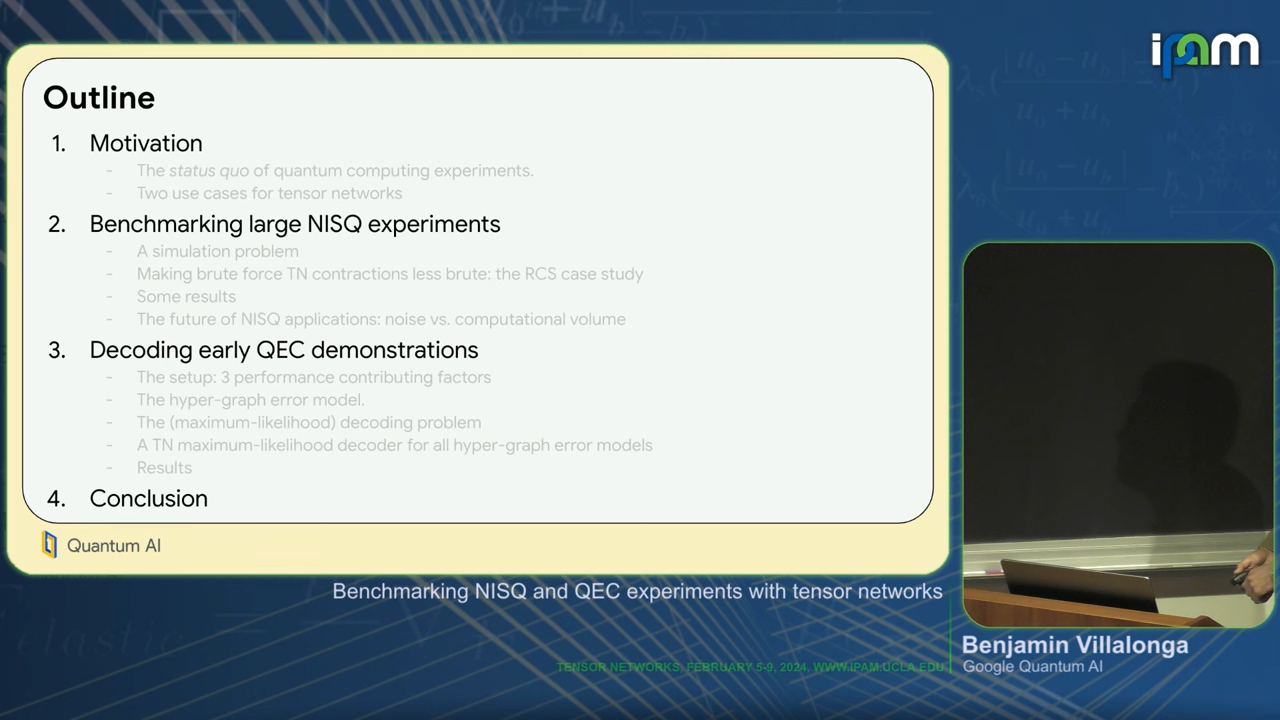 ipam
Outline
1. Motivation
- The status quo of quantum computing experiments.
- Two use cases for tensor networks
2. Benchmarking large NISQ experiments
- A simulation problem
- Making brute force TN contractions less brute: the RCS case study
- Some results
- The future of NISQ applications: noise vs. computational volume
3. Decoding early QEC demonstrations
- The setup: 3 performance contributing factors
- The hyper-graph error model.
- The (maximum-likelihood) decoding problem
- A TN maximum-likelihood decoder for all hyper-graph error models
- Results
4. Conclusion
Quantum AI
Benchmarking NISQ and QEC experiments with tensor networks
Benjamin Villalonga
Google Quantum AI
TENSOR NETWORKS, FEBRUARY 5-9, 2024, WWW.IPAM.UCLA.EDU
elastic